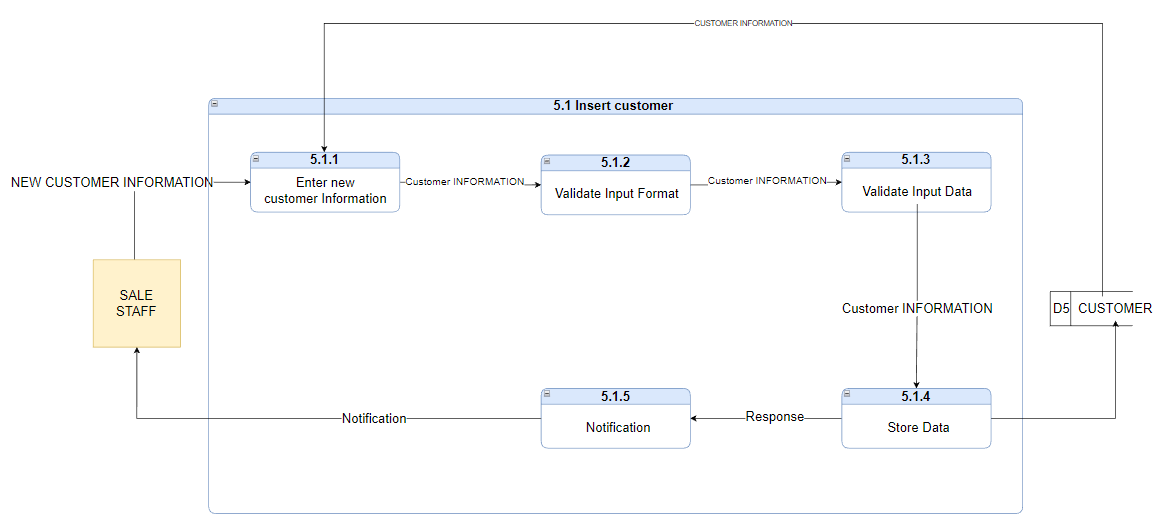 CUSTOMER INFORMATION
5.1 Insert customer
5.1.1
Enter new
customer Information
5.1.2
Validate Input Format
5.1.3
Validate Input Data
NEW CUSTOMER INFORMATION
Customer INFORMATION
Customer INFORMATION
SALE
STAFF
Customer INFORMATION
D5
CUSTOMER
5.1.5
Notification
5.1.4
Store Data
Notification
Response